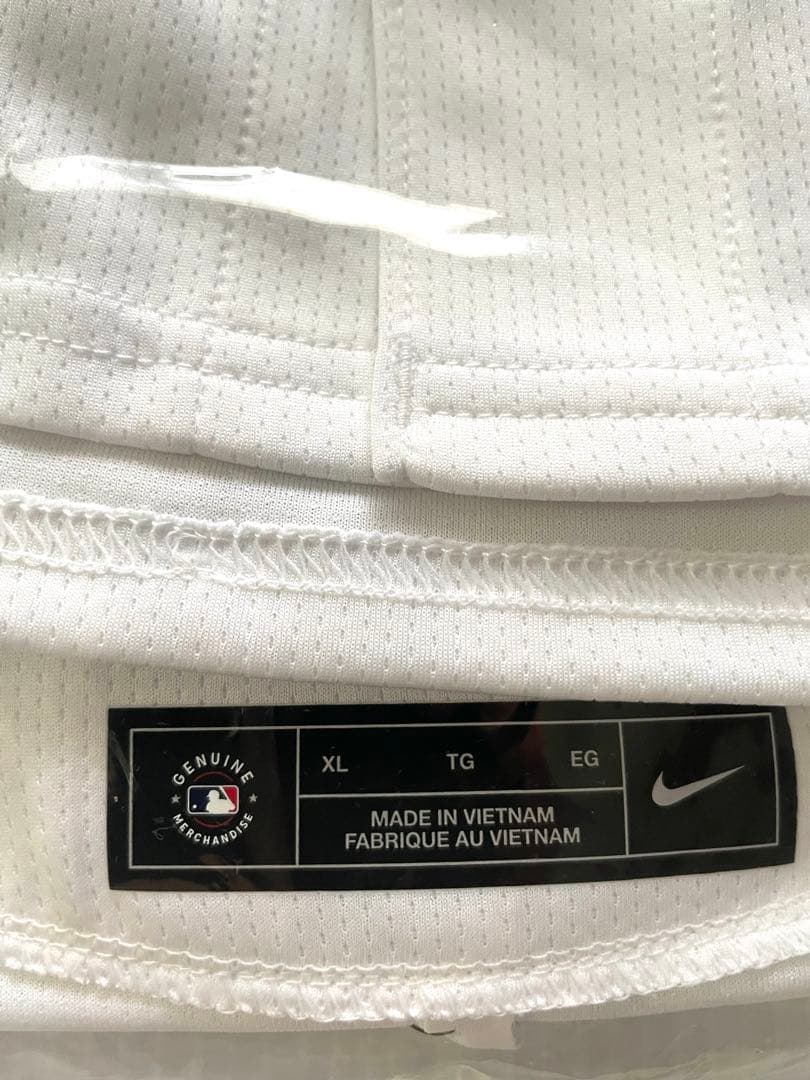 GENUINE
MERCHANDISE
XL TG EG
MADE IN VIETNAM
FABRIQUE AU VIETNAM